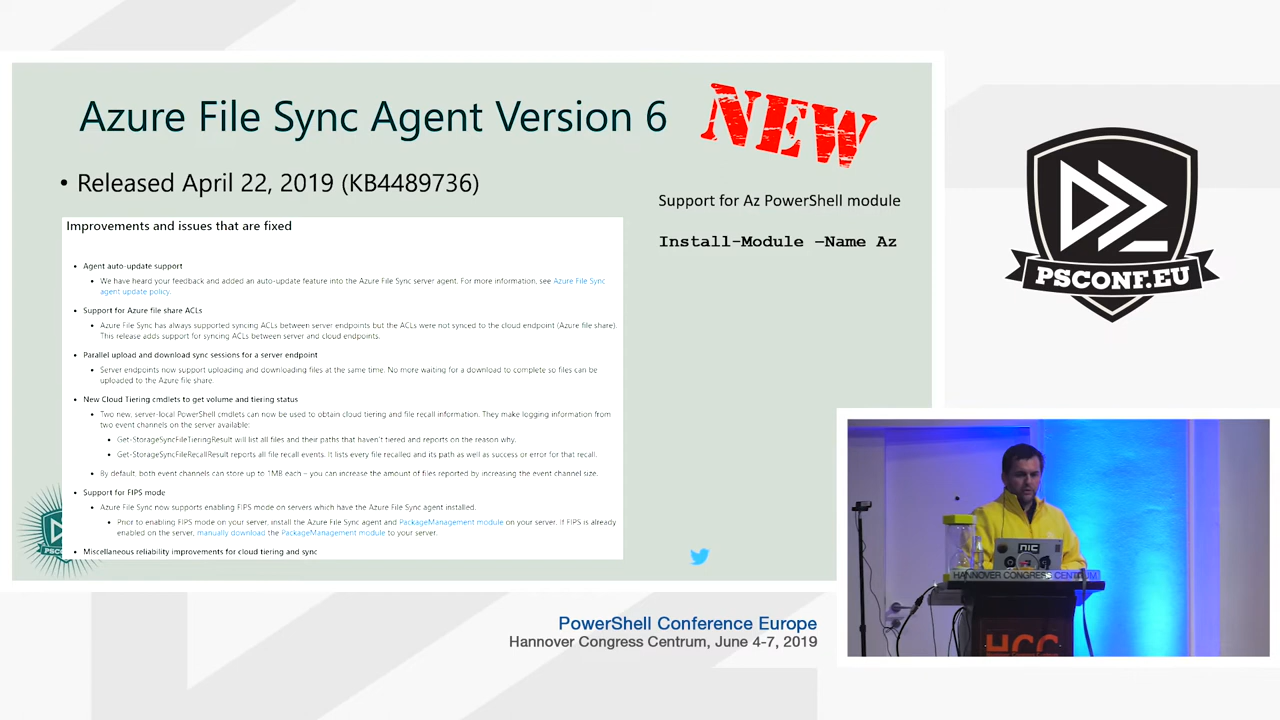 Azure File Sync Agent Version 6
NEW
• Released April 22, 2019 (KB4489736)
Support for Az PowerShell module
Install-Module –Name Az
Improvements and issues that are fixed
• Agent auto-update support
• We have heard your feedback and added an auto-update feature into the Azure File Sync server agent. For more information, see Azure File Sync
agent update policy.
• Support for Azure file share ACLs
• Azure File Sync has always supported syncing ACLs between server endpoints but the ACLs were not synced to the cloud endpoint (Azure file share).
This release adds support for syncing ACLs between server and cloud endpoints.
• Parallel upload and download sync sessions for a server endpoint
• Server endpoints now support uploading and downloading files at the same time. No more waiting for a download to complete so files can be
uploaded to the Azure file share.
• New Cloud Tiering cmdlets to get volume and tiering status
• Two new, server-local PowerShell cmdlets can now be used to obtain cloud tiering and file recall information. They make logging information from
two event channels on the server available:
• Get-StorageSyncFileTieringResult will list all files and their paths that haven't tiered and reports on the reason why.
• Get-StorageSyncFileRecallResult reports all file recall events. It lists every file recalled and its path as well as success or error for that recall.
• By default, both event channels can store up to 1MB each – you can increase the amount of files reported by increasing the event channel size.
• Support for FIPS mode
• Azure File Sync now supports enabling FIPS mode on servers which have the Azure File Sync agent installed.
• Prior to enabling FIPS mode on your server, install the Azure File Sync agent and PackageManagement module on your server. If FIPS is already
enabled on the server, manually download the PackageManagement module to your server.
• Miscellaneous reliability improvements for cloud tiering and sync
PSCONF.EU
NIC
HANNOVER CONGRESS CENTRUM
HCC
PowerShell Conference Europe
Hannover Congress Centrum, June 4-7, 2019